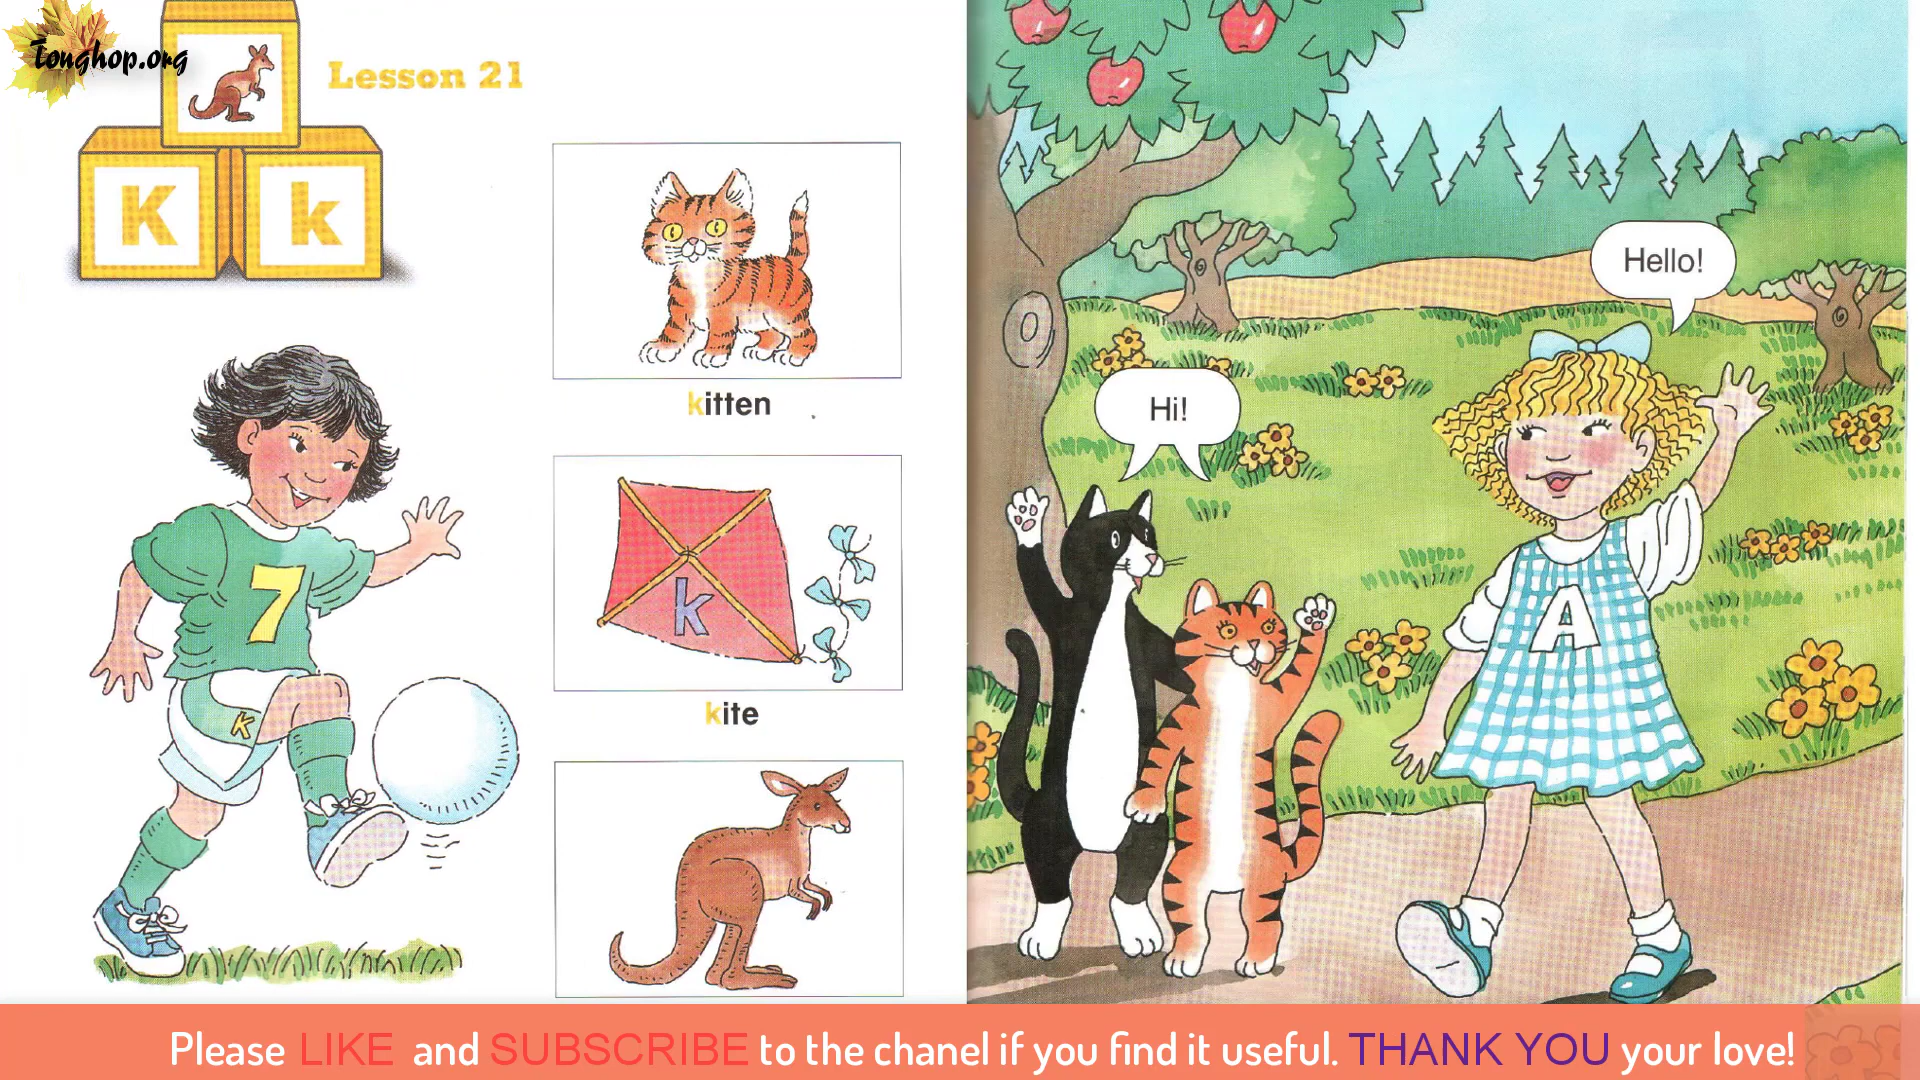 Tonghop.org
Lesson 21
K
k
kitten
k
kite
7
k
Hello!
Hi!
A
Please LIKE and SUBSCRIBE to the chanel if you find it useful. THANK YOU your love!